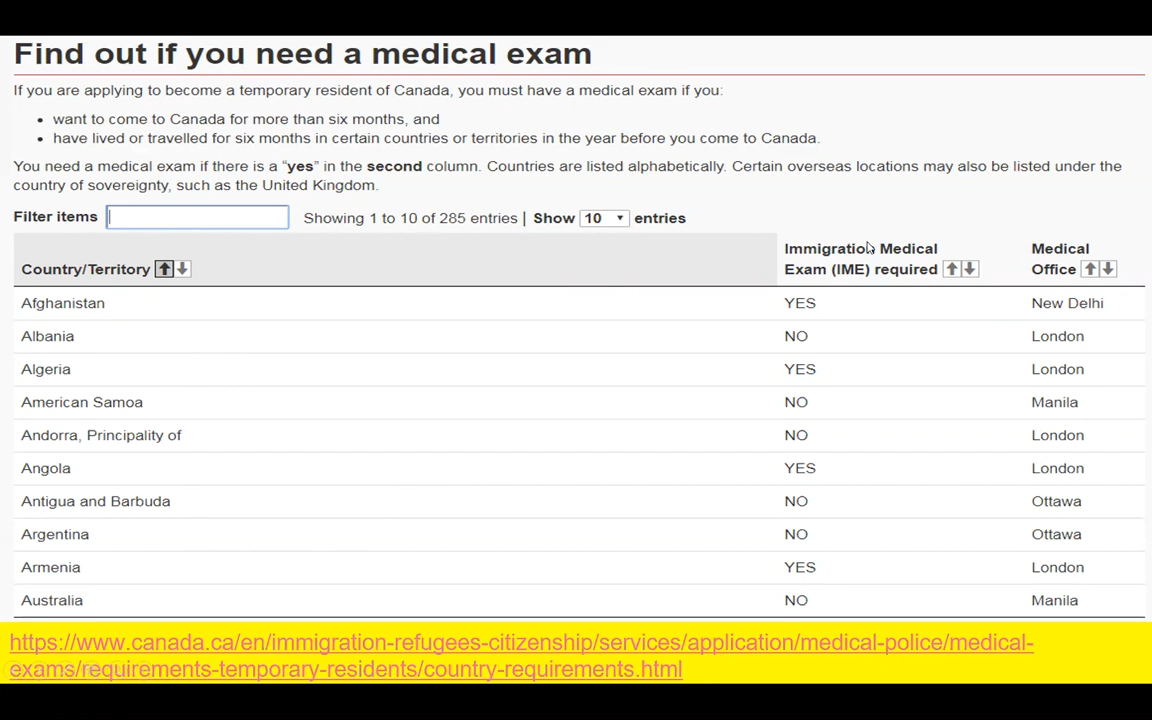 Find out if you need a medical exam
If you are applying to become a temporary resident of Canada, you must have a medical exam if you:
• want to come to Canada for more than six months, and
• have lived or travelled for six months in certain countries or territories in the year before you come to Canada.
You need a medical exam if there is a “yes” in the second column. Countries are listed alphabetically. Certain overseas locations may also be listed under the
country of sovereignty, such as the United Kingdom.
Filter items Showing 1 to 10 of 285 entries | Show 10 entries
Country/Territory Immigration Medical Exam (IME) required Medical Office
Afghanistan YES New Delhi
Albania NO London
Algeria YES London
American Samoa NO Manila
Andorra, Principality of NO London
Angola YES London
Antigua and Barbuda NO Ottawa
Argentina NO Ottawa
Armenia YES London
Australia NO Manila
https://www.canada.ca/en/immigration-refugees-citizenship/services/application/medical-police/medical-
exams/requirements-temporary-residents/country-requirements.html